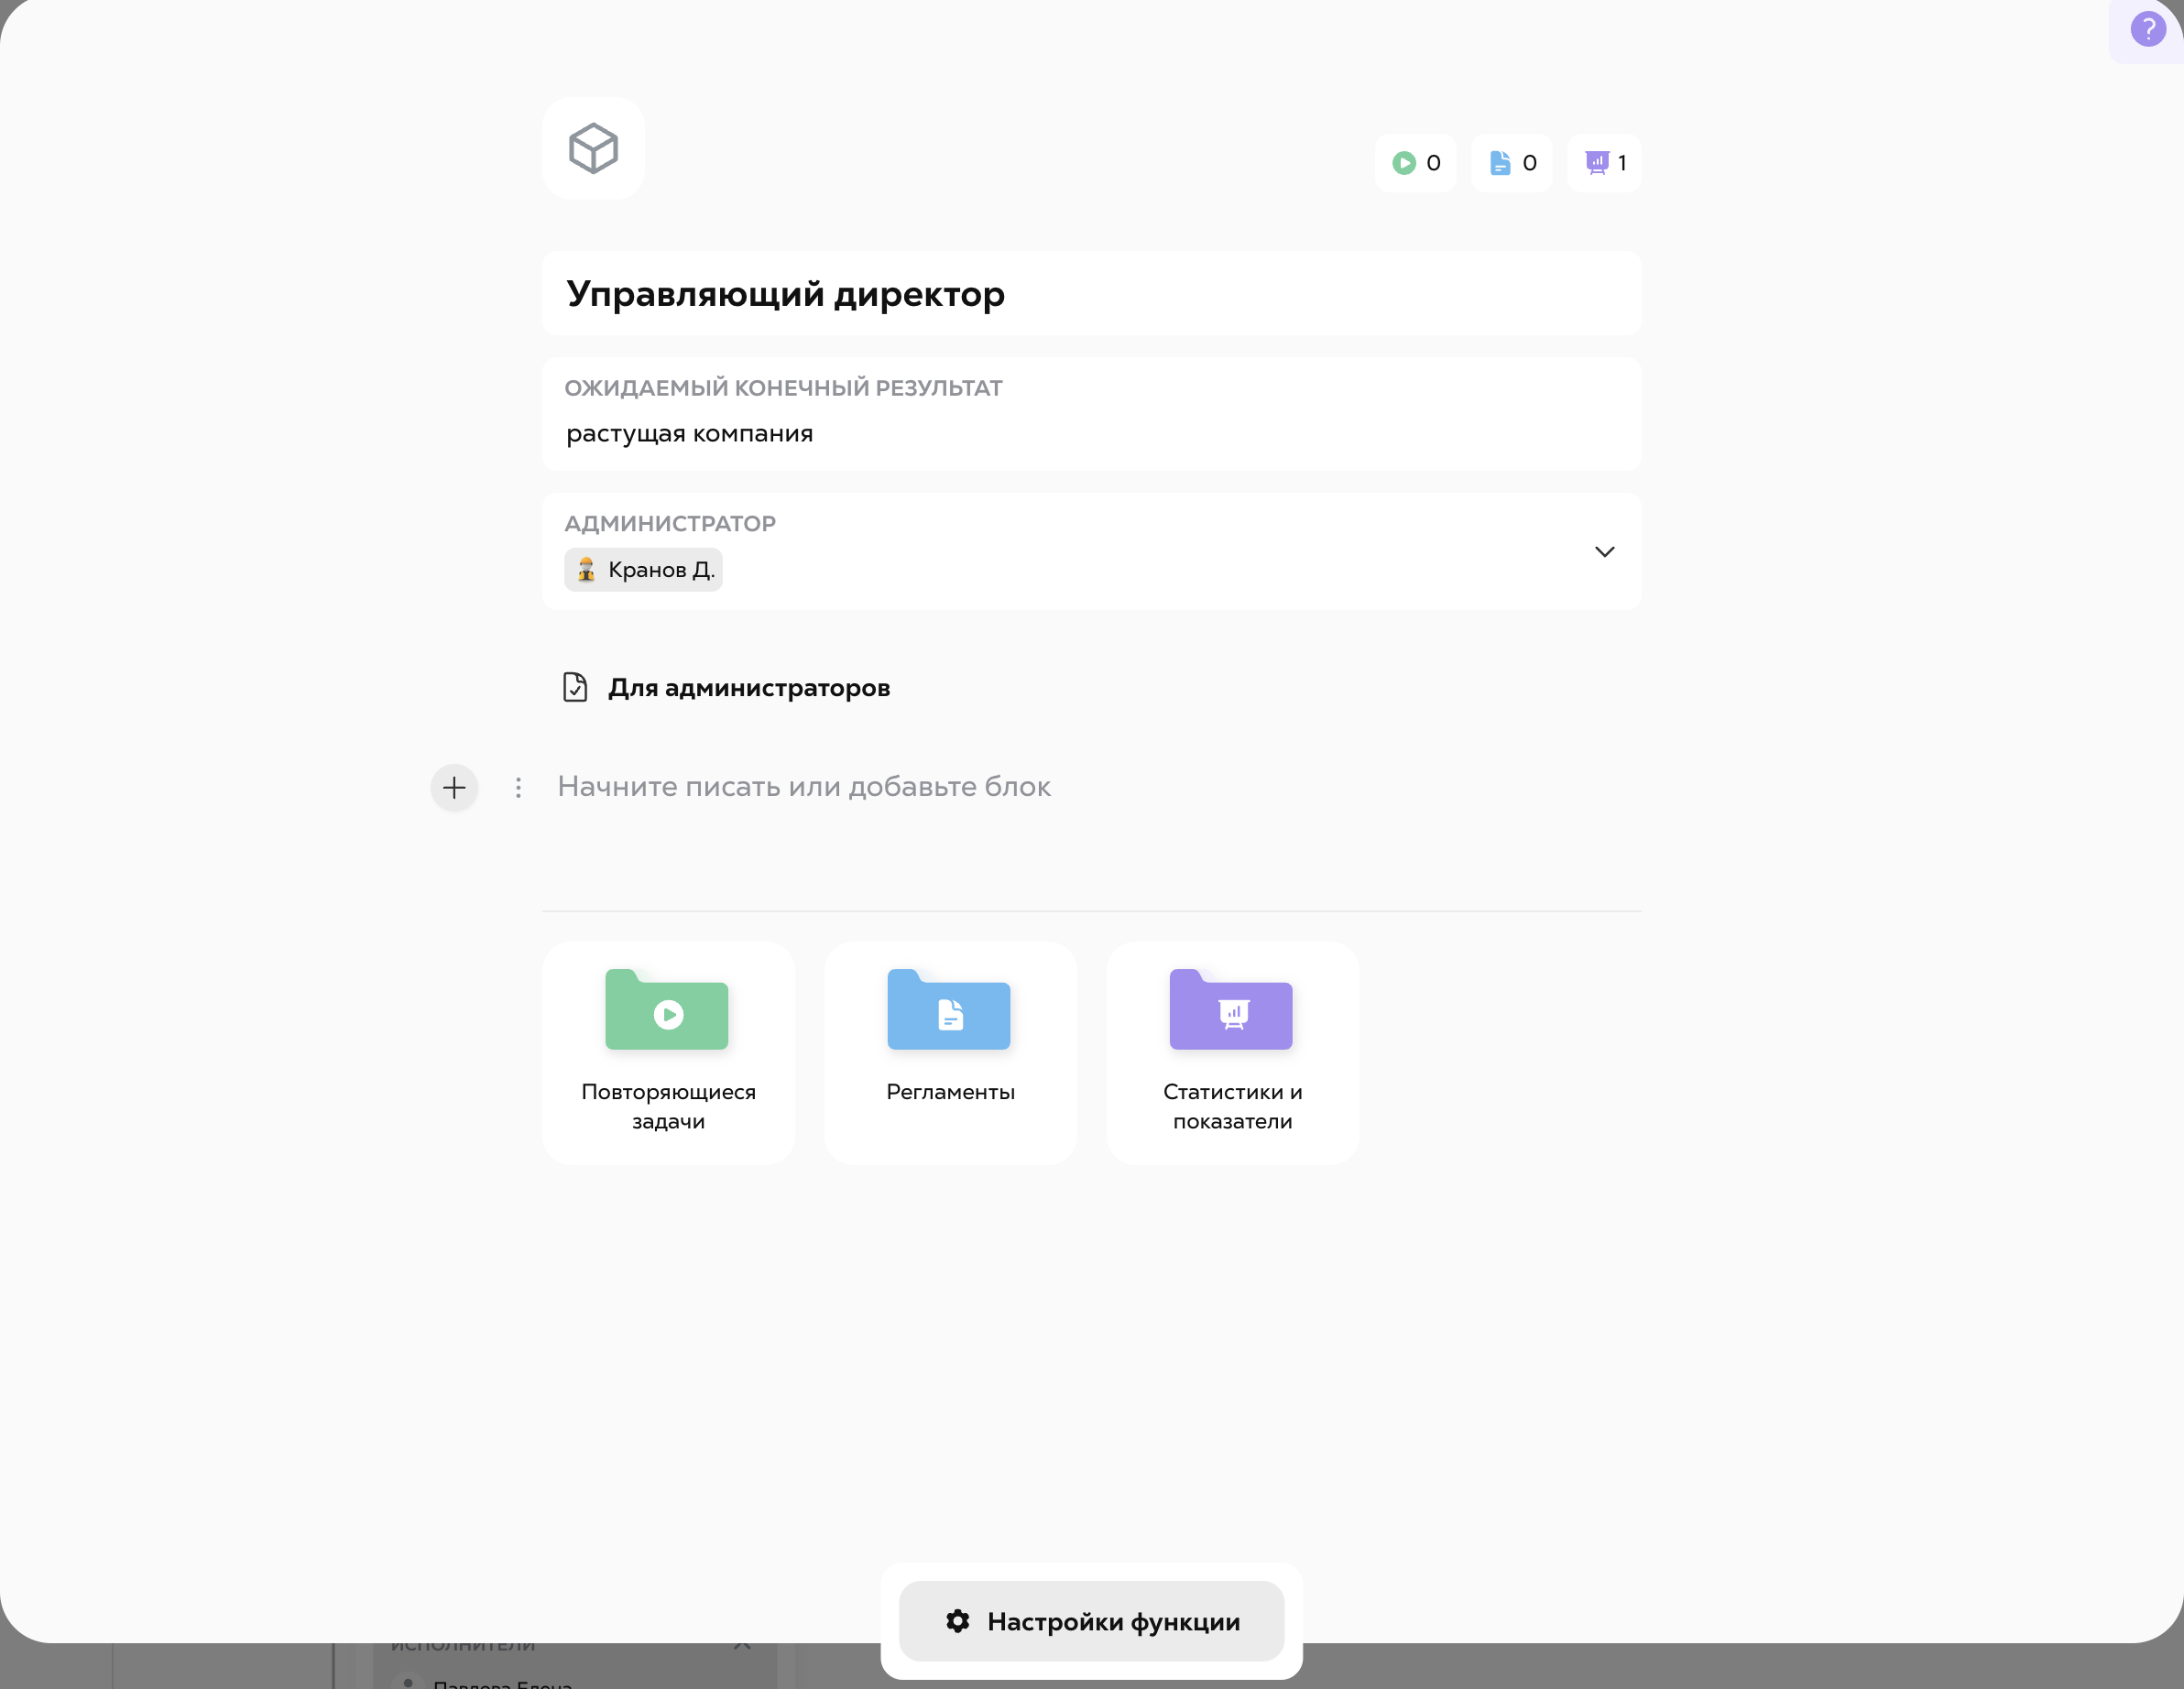 ?
0
0
1
Управляющий директор
ОЖИДАЕМЫЙ КОНЕЧНЫЙ РЕЗУЛЬТАТ
растущая компания
АДМИНИСТРАТОР
Кранов Д.
Для администраторов
Начните писать или добавьте блок
Повторяющиеся
задачи
Регламенты
Статистики и
показатели
Настройки функции
ИСПОЛНИТЕЛИ
Павлова Елена